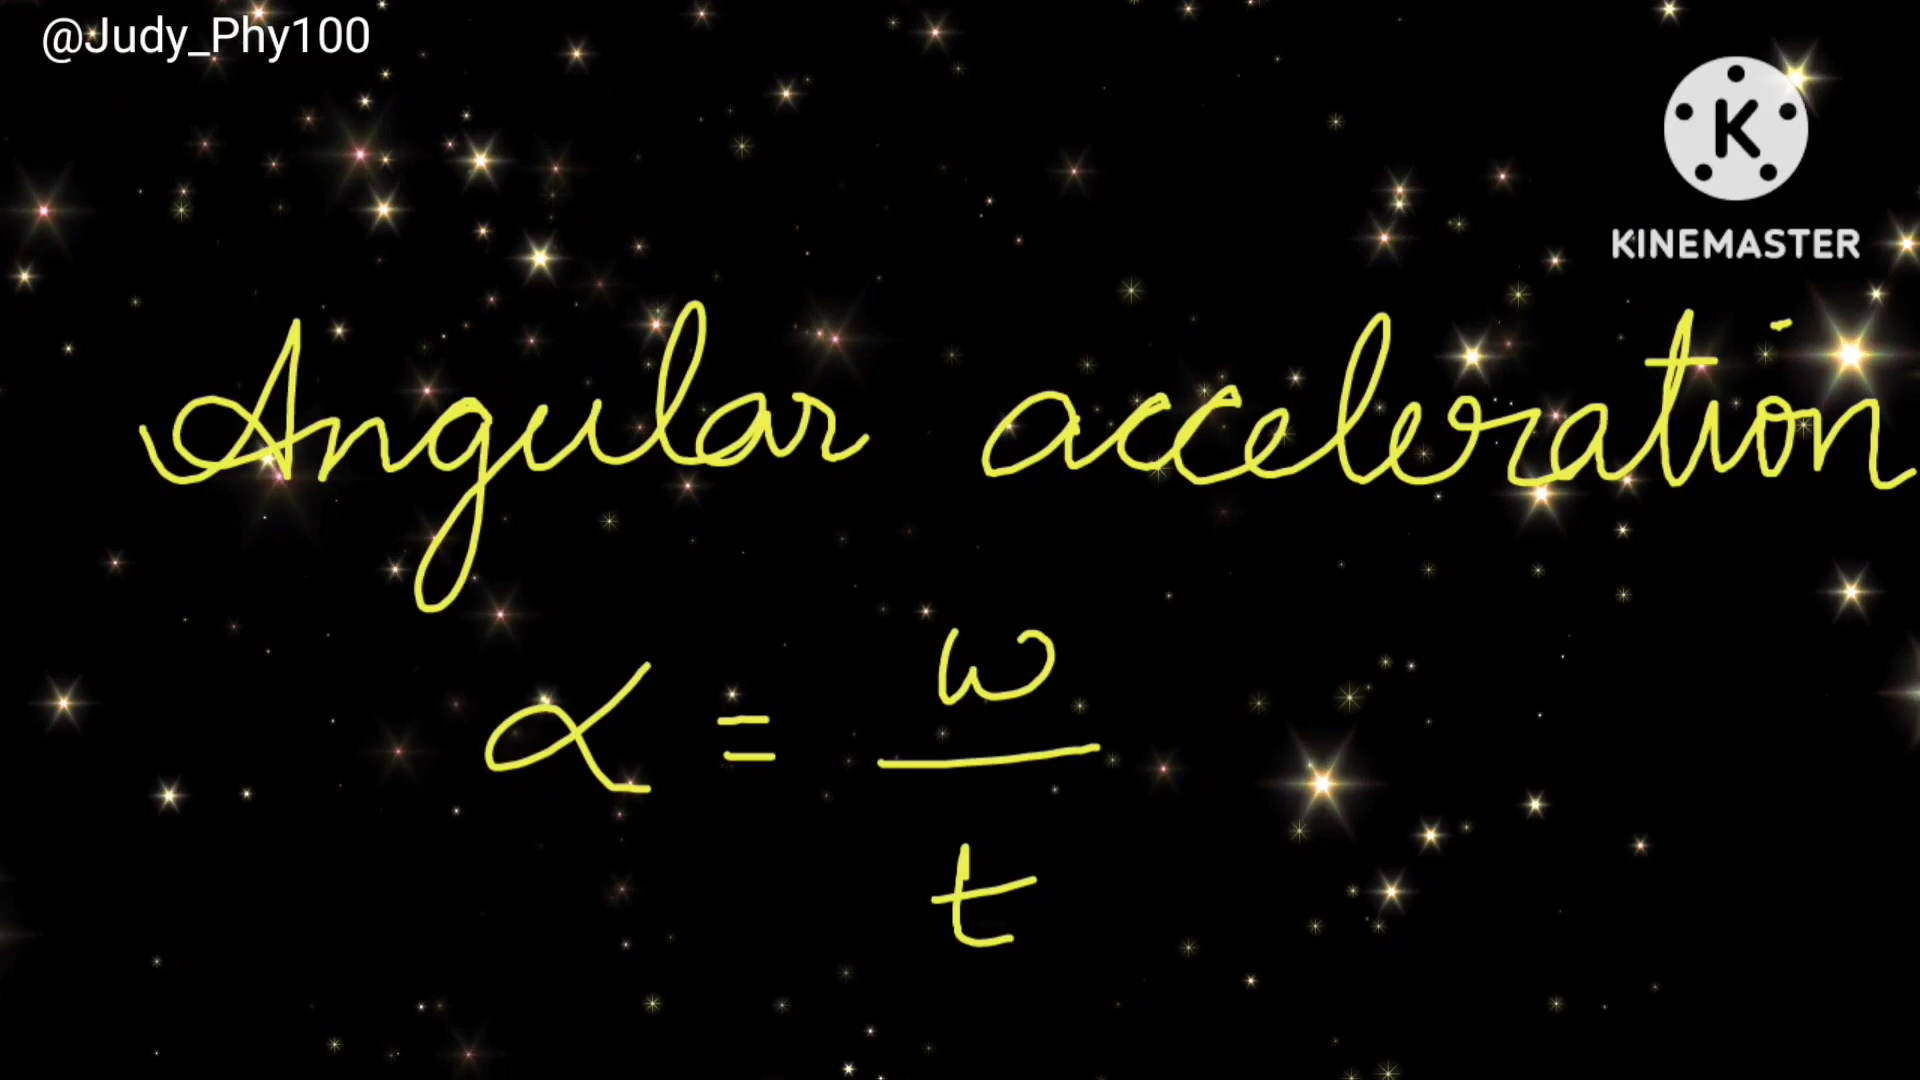 @Judy_Phy100
K
KINEMASTER
Angular acceleration
α = ω
t